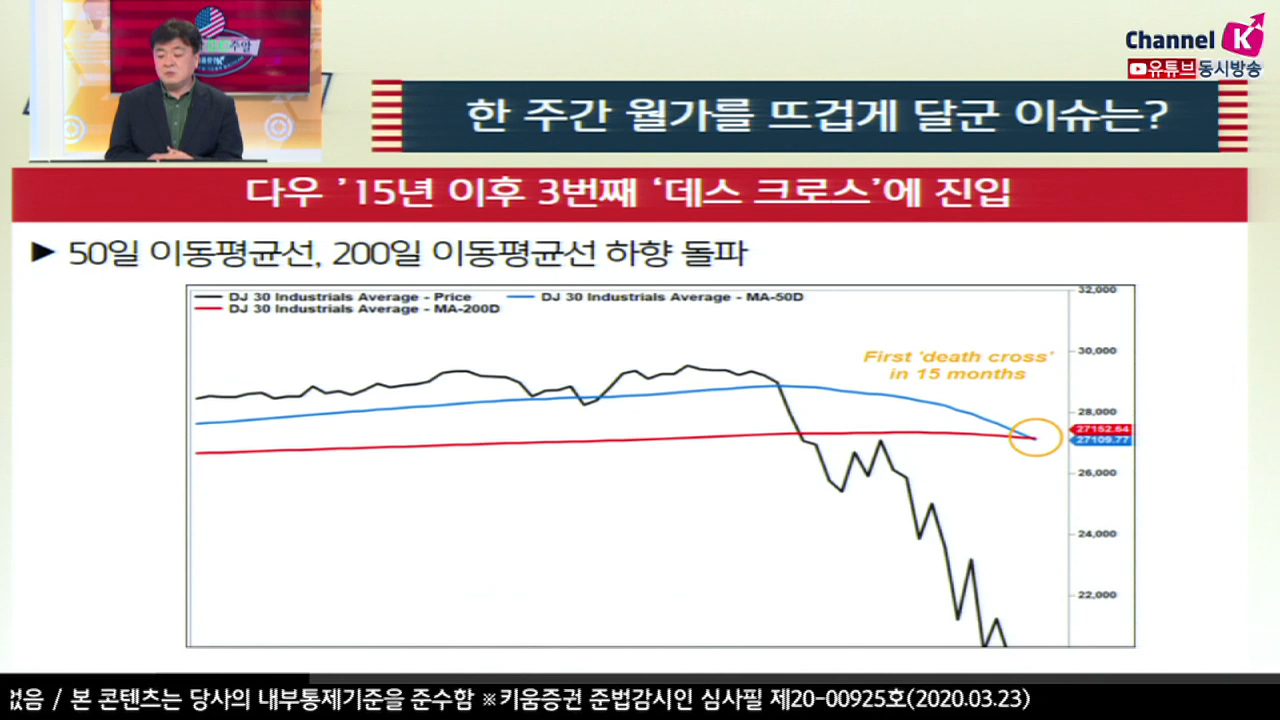 Channel K
유튜브동시방송
한 주간 월가를 뜨겁게 달군 이슈는?
다우 ’15년 이후 3번째 ‘데스 크로스’에 진입
▶ 50일 이동평균선, 200일 이동평균선 하향 돌파
DJ 30 Industrials Average - Price
DJ 30 Industrials Average - MA-50D
DJ 30 Industrials Average - MA-200D
32,000
30,000
First 'death cross'
in 15 months
28,000
27152.64
27109.77
26,000
24,000
22,000
없음 / 본 콘텐츠는 당사의 내부통제기준을 준수함 ※키움증권 준법감시인 심사필 제20-00925호(2020.03.23)